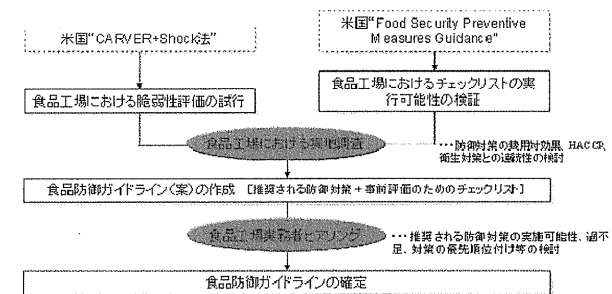 米国“CARVER+Shock法”
米国“Food Security Preventive
Measures Guidance”
食品工場における脆弱性評価の試行
食品工場におけるチェックリストの実
行可能性の検証
食品工場における実地調査
・・・防御対策の費用対効果、HACCP、
衛生対策との連続性の検討
食品防御ガイドライン(案)の作成 [推奨される防御対策+事前評価のためのチェックリスト]
食品工場実務者ヒアリング
・・・推奨される防御対策の実施可能性、過不
足、対策の優先順位付け等の検討
食品防御ガイドラインの確定